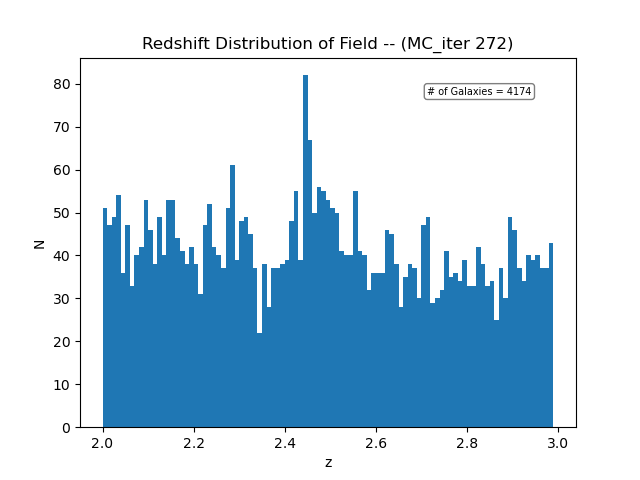 Redshift Distribution of Field -- (MC_iter 272)
# of Galaxies = 4174
80
70
60
50
40
30
20
10
0
N
2.0 2.2 2.4 2.6 2.8 3.0
z